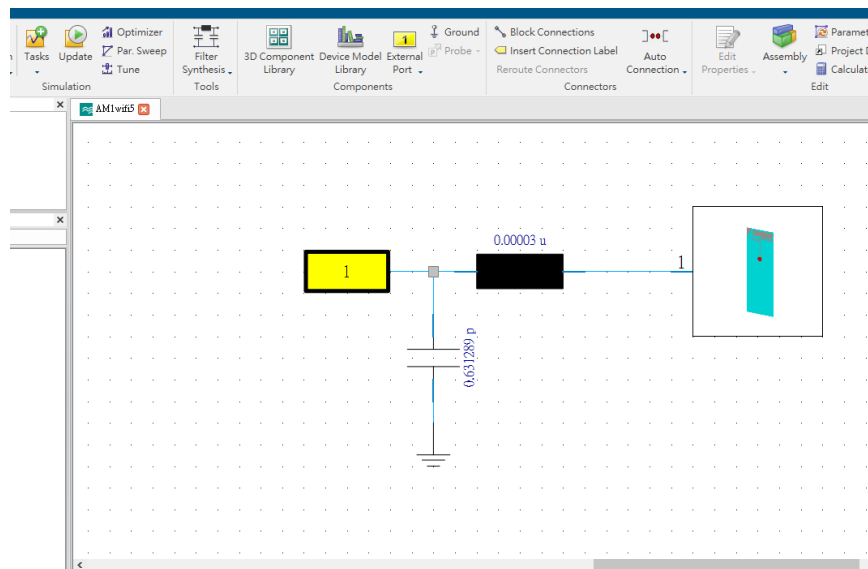 Optimizer
Par. Sweep
Tune
Tasks
Update
Simulation
Filter
Synthesis
Tools
3D Component
Library
Device Model
Library
External
Port
1
Ground
Probe
Components
Block Connections
Insert Connection Label
Reroute Connectors
Auto
Connection
Connectors
Edit
Properties
Assembly
Paramet
Project D
Calculat
Edit
AM1wifi5
0.00003 u
1
1
0.631289 p